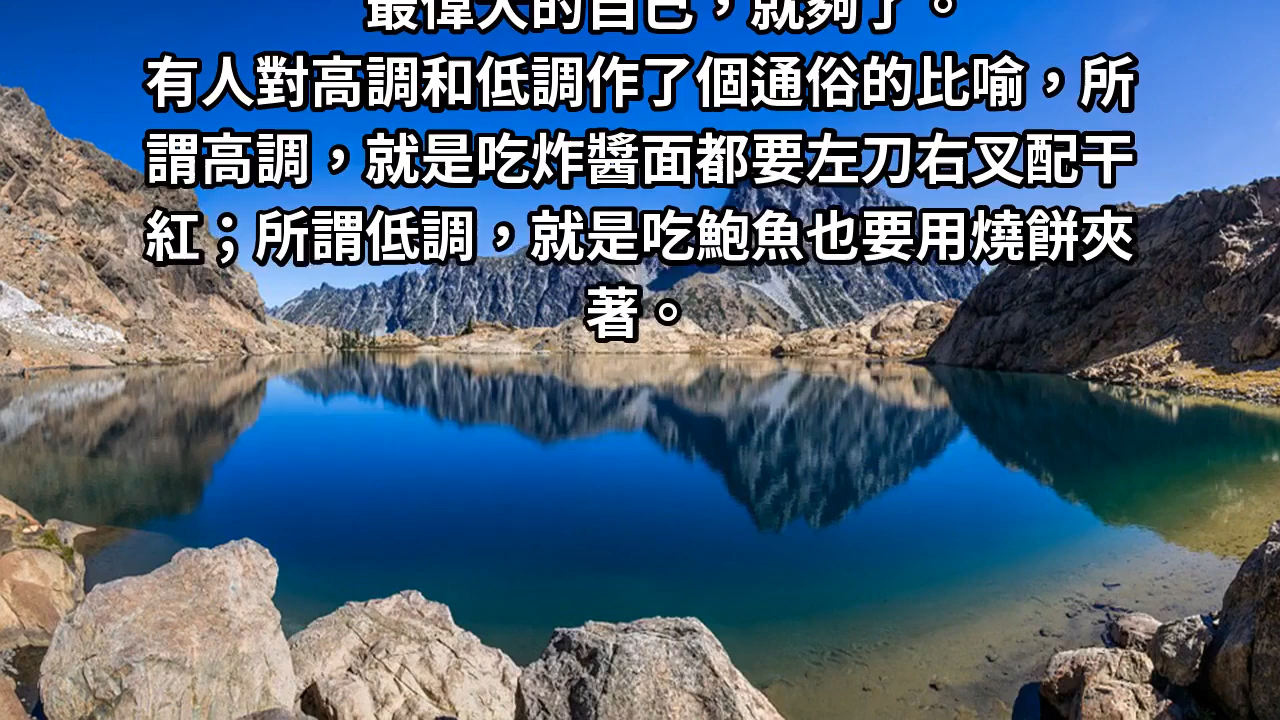 最偉大的自己，就夠了。
有人對高調和低調作了個通俗的比喻，所
謂高調，就是吃炸醬面都要左刀右叉配干
紅；所謂低調，就是吃鮑魚也要用燒餅夾
著。